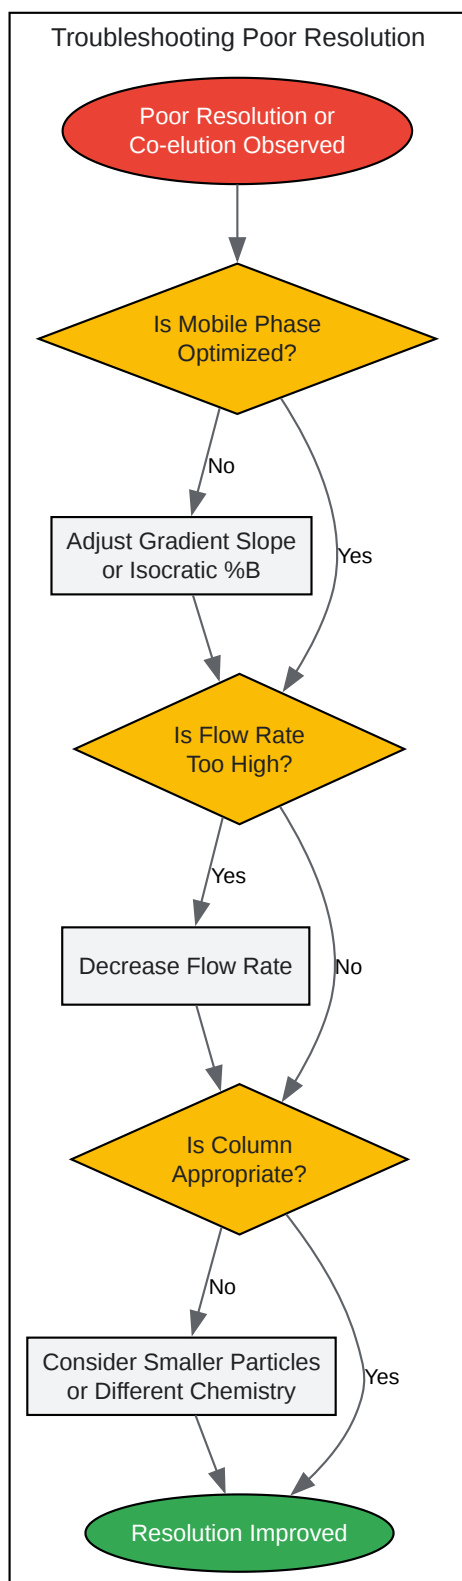 Troubleshooting Poor Resolution
Poor Resolution or
Co-elution Observed
Is Mobile Phase
Optimized?
No
Adjust Gradient Slope
or Isocratic %B
Yes
Is Flow Rate
Too High?
Yes
Decrease Flow Rate
No
Is Column
Appropriate?
No
Consider Smaller Particles
or Different Chemistry
Yes
Resolution Improved